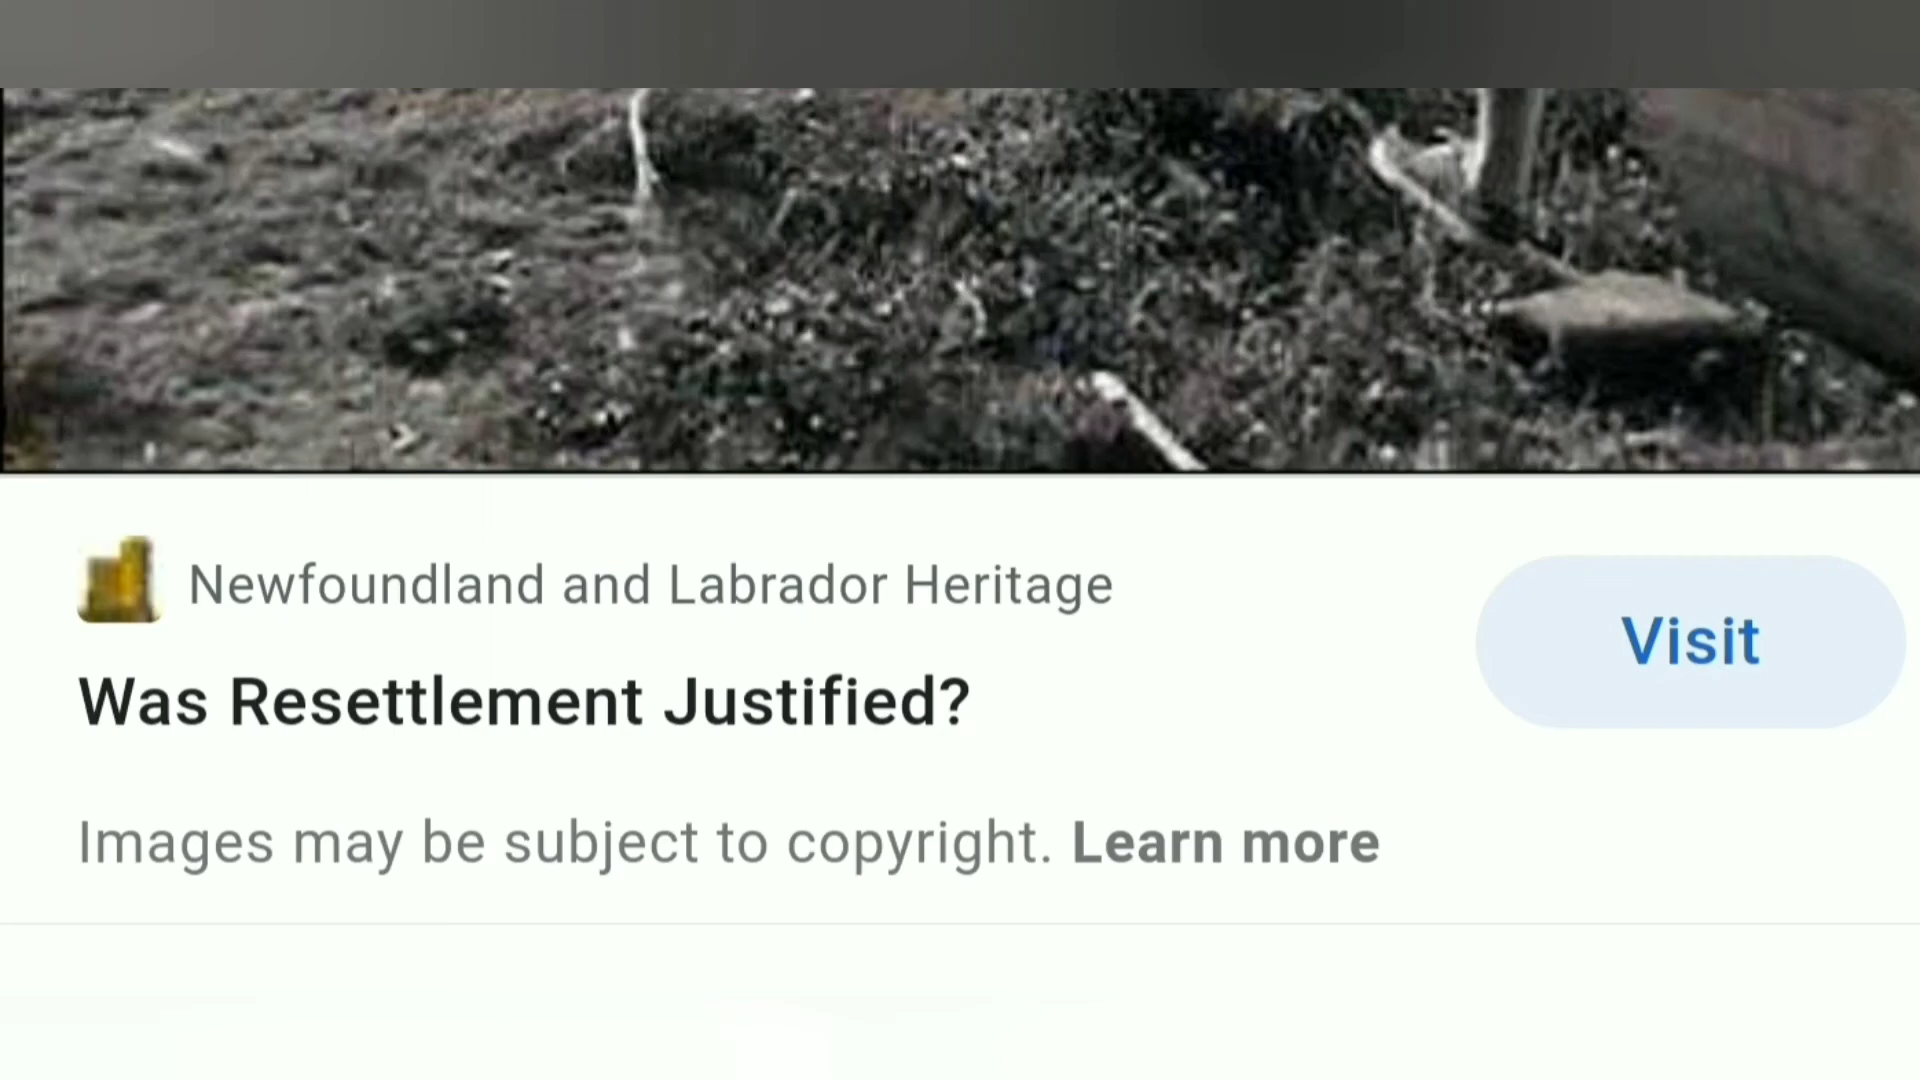 Newfoundland and Labrador Heritage
Visit
Was Resettlement Justified?
Images may be subject to copyright. Learn more